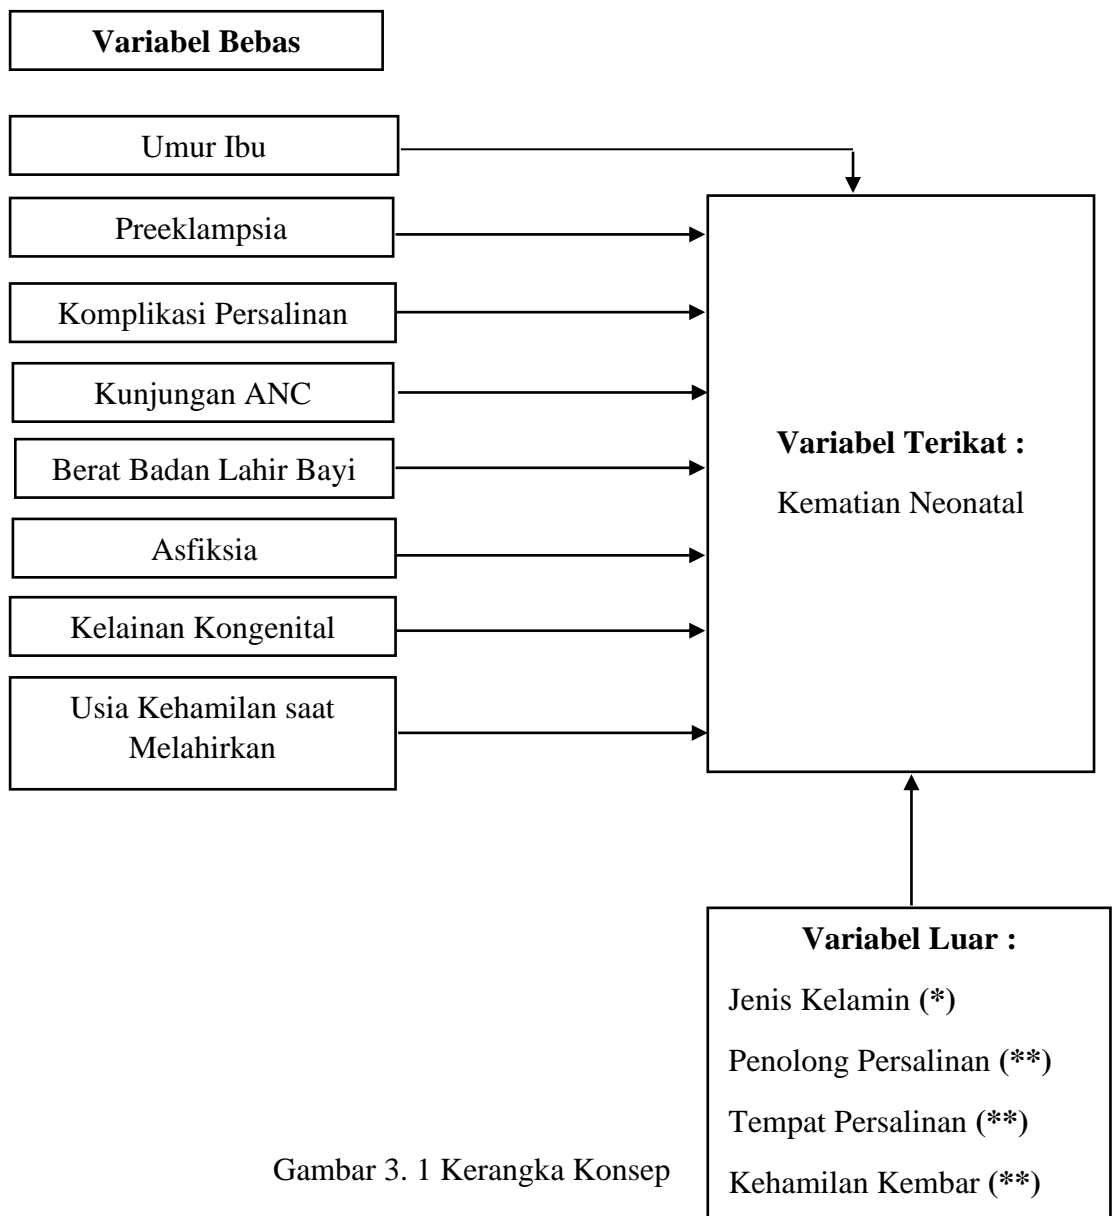 Variabel Bebas
Umur Ibu
Preeklampsia
Komplikasi Persalinan
Kunjungan ANC
Berat Badan Lahir Bayi
Asfiksia
Kelainan Kongenital
Usia Kehamilan saat
Melahirkan
Variabel Terikat :
Kematian Neonatal
Variabel Luar :
Jenis Kelamin (*)
Penolong Persalinan (**)
Tempat Persalinan (**)
Kehamilan Kembar (**)
Gambar 3. 1 Kerangka Konsep